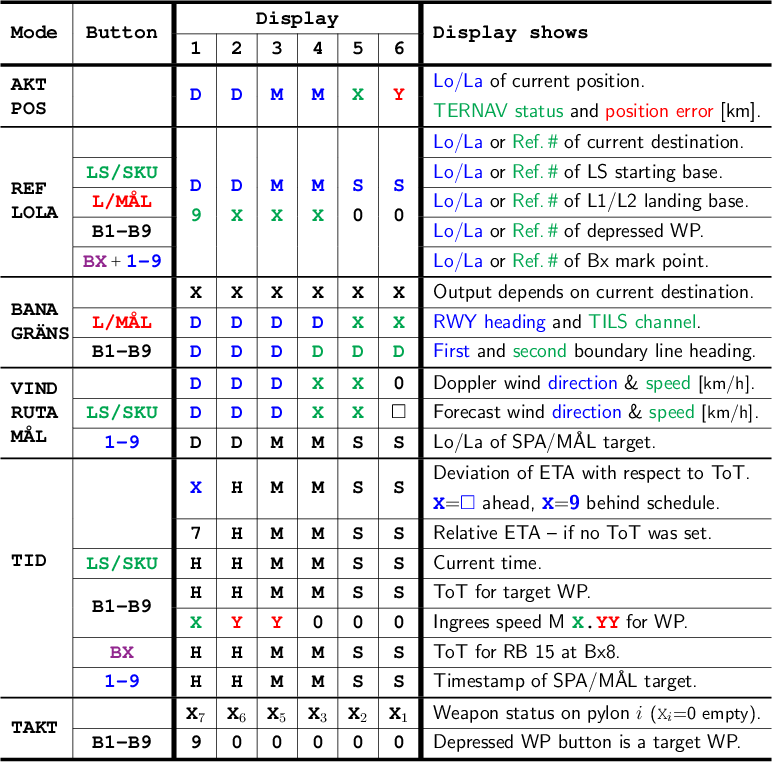 Mode Button Display Display shows
1 2 3 4 5 6
AKT POS D D M M X Y Lo/La of current position.
TERNAV status and position error [km].
REF LOLA Lo/La or Ref. # of current destination.
LS/SKU D D M M S S Lo/La or Ref. # of LS starting base.
L/MÅL 9 X X X 0 0 Lo/La or Ref. # of L1/L2 landing base.
B1–B9 Lo/La or Ref. # of depressed WP.
BX + 1–9 Lo/La or Ref. # of Bx mark point.
BANA GRÄNS X X X X X X Output depends on current destination.
L/MÅL D D D D X X RWY heading and TILS channel.
B1–B9 D D D D D D First and second boundary line heading.
VIND RUTA MÅL D D D X X 0 Doppler wind direction & speed [km/h].
LS/SKU D D D X X □ Forecast wind direction & speed [km/h].
1–9 D D M M S S Lo/La of SPA/MÅL target.
TID X H M M S S Deviation of ETA with respect to ToT.
X=□ ahead, X=9 behind schedule.
7 H M M S S Relative ETA – if no ToT was set.
LS/SKU H H M M S S Current time.
B1–B9 H H M M S S ToT for target WP.
X Y Y 0 0 0 Ingrees speed M X.YY for WP.
BX H H M M S S ToT for RB 15 at Bx8.
1–9 H H M M S S Timestamp of SPA/MÅL target.
TAKT X₇ X₆ X₅ X₃ X₂ X₁ Weapon status on pylon i (Xᵢ=0 empty).
B1–B9 9 0 0 0 0 0 Depressed WP button is a target WP.